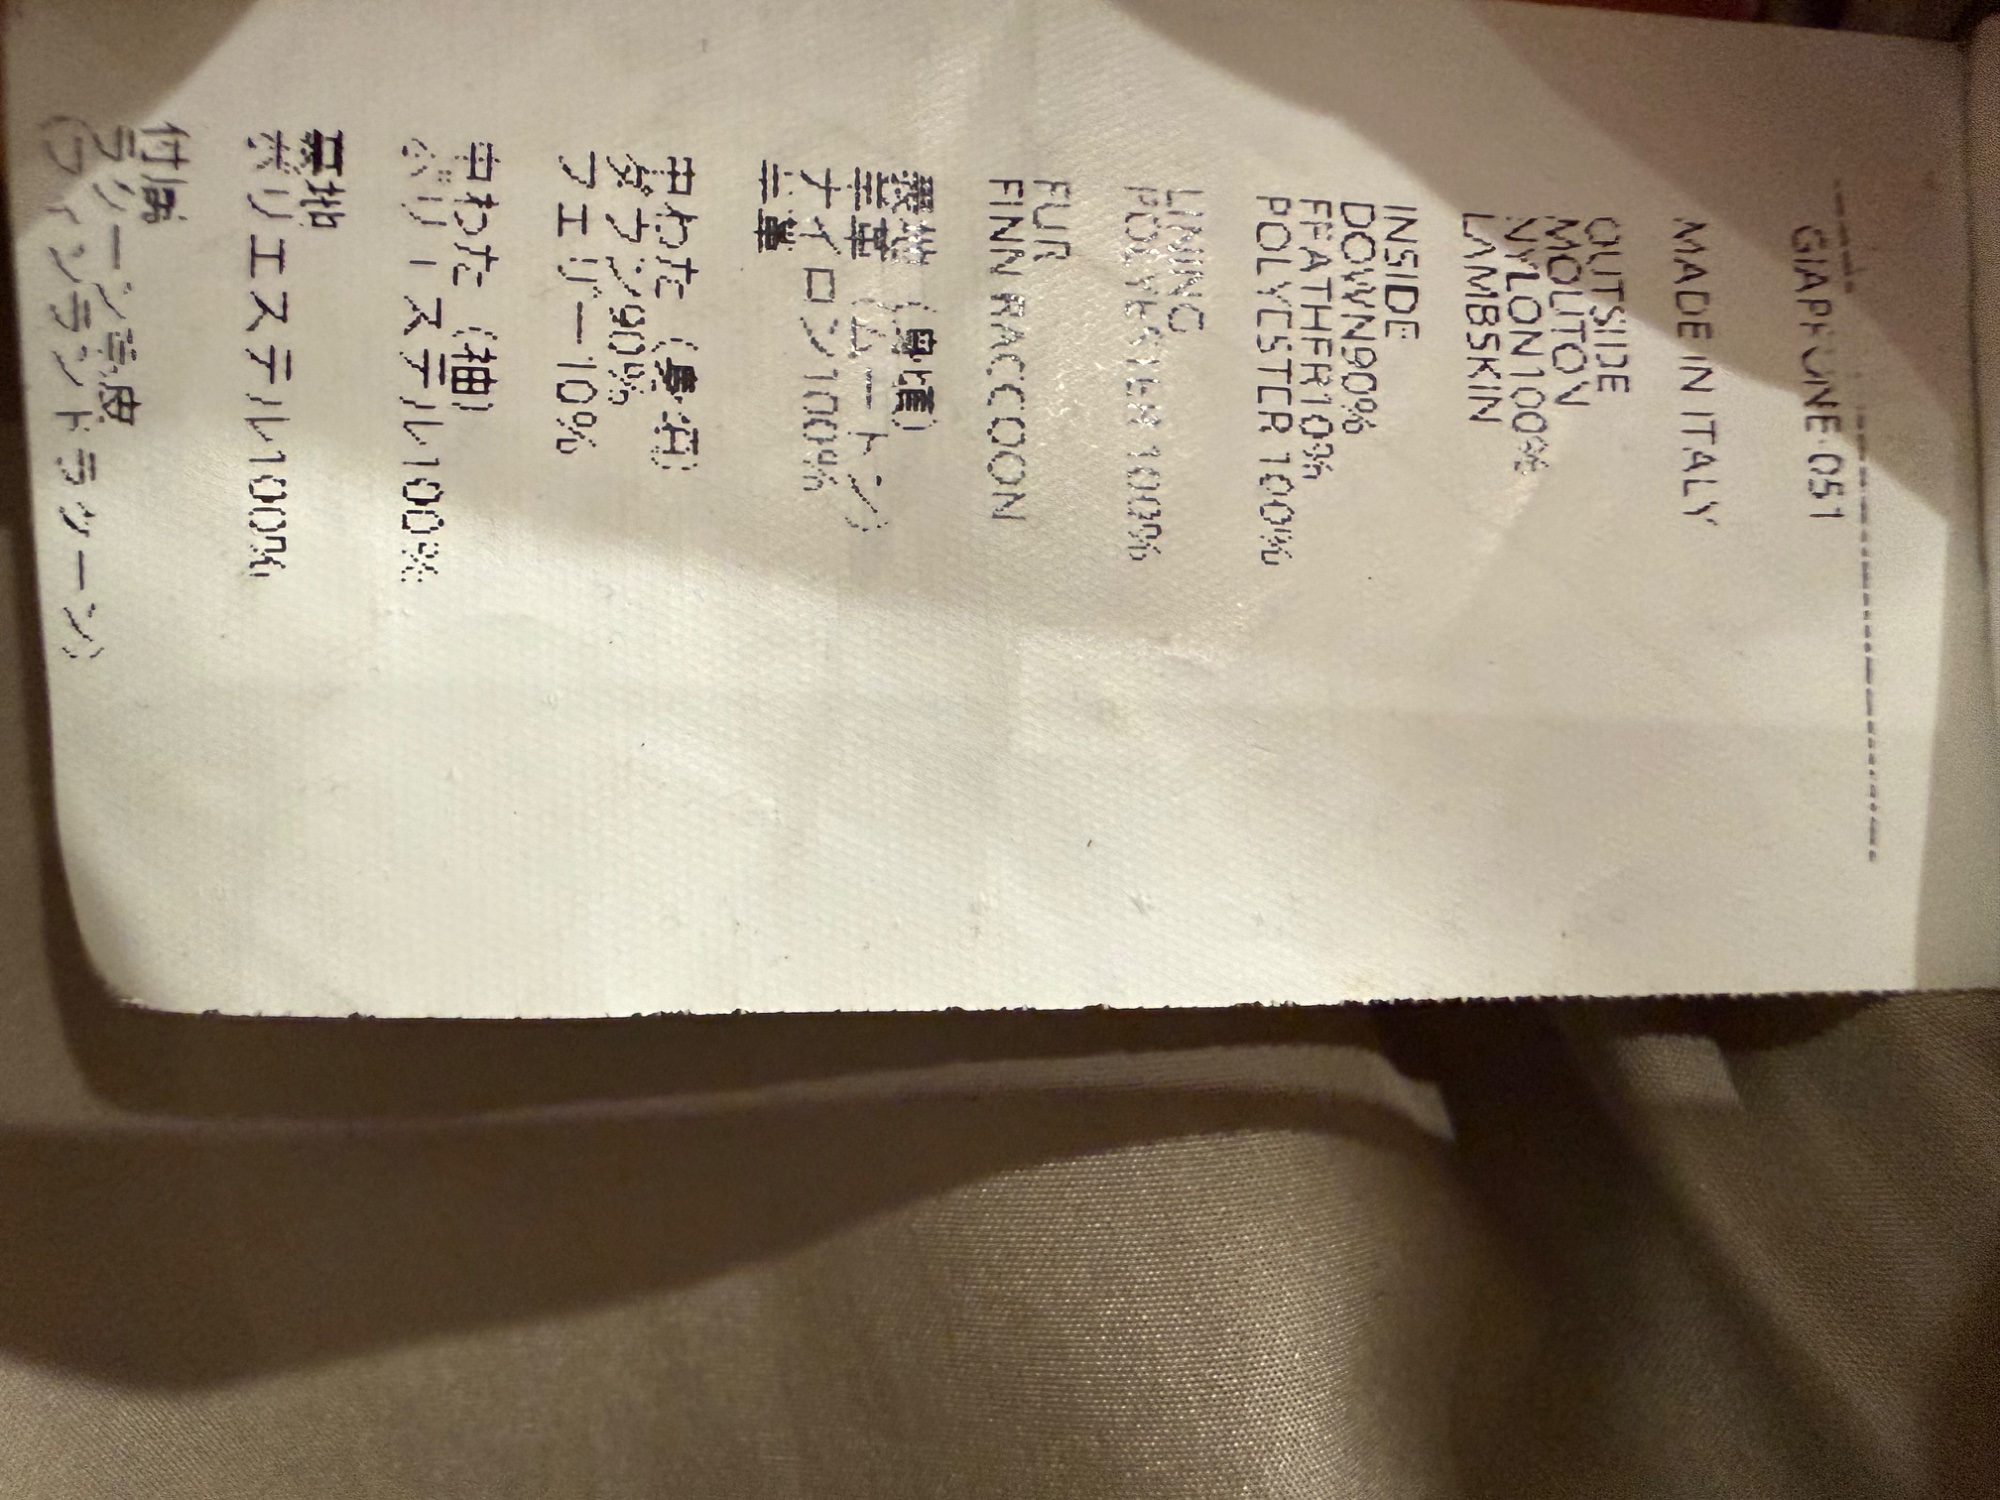 GIAPPONE 051
MADE IN ITALY
OUTSIDE
MOUTON
NYLON100%
LAMBSKIN
INSIDE
DOWN90%
FEATHER10%
POLYESTER 100%
LINING
POLYESTER 100%
FUR
FINN RACCOON
表地（身頃）
羊革（ムートン）
ナイロン100%
羊革
中わた（身頃）
ダウン90%
フェザー10%
中わた（袖）
ポリエステル100%
裏地
ポリエステル100%
付属
ラクーン
（フィンランドラクーン）